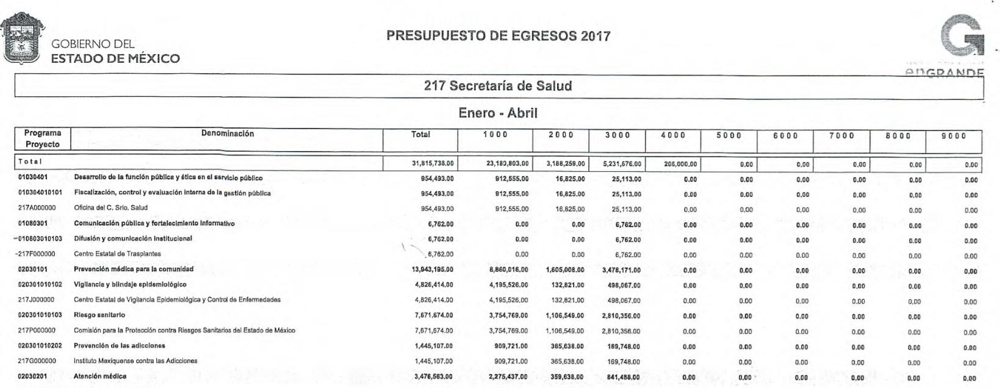 GOBIERNO DEL
ESTADO DE MÉXICO
PRESUPUESTO DE EGRESOS 2017
enGRANDE
217 Secretaría de Salud
Enero - Abril
Programa Proyecto Denominación Total 1000 2000 3000 4000 5000 6000 7000 8000 9000
Total 31,815,738.00 23,180,803.00 3,188,259.00 5,231,676.00 0.00 0.00 0.00 0.00 0.00
01030401 Desarrollo de la función pública y ética en el servicio público 954,493.00 912,555.00 16,825.00 25,113.00 0.00 0.00 0.00 0.00 0.00 0.00
010304010101 Fiscalización, control y evaluación interna de la gestión pública 954,493.00 912,555.00 16,825.00 25,113.00 0.00 0.00 0.00 0.00 0.00 0.00
217A000000 Oficina del C. Srio. Salud 954,493.00 912,555.00 16,825.00 25,113.00 0.00 0.00 0.00 0.00 0.00 0.00
01080301 Comunicación pública y fortalecimiento informativo 6,762.00 0.00 0.00 6,762.00 0.00 0.00 0.00 0.00 0.00 0.00
010803010103 Difusión y comunicación institucional 6,762.00 0.00 0.00 6,762.00 0.00 0.00 0.00 0.00 0.00 0.00
217F000000 Centro Estatal de Trasplantes 6,762.00 0.00 0.00 6,762.00 0.00 0.00 0.00 0.00 0.00 0.00
02030101 Prevención médica para la comunidad 13,943,195.00 8,860,016.00 1,605,008.00 3,478,171.00 0.00 0.00 0.00 0.00 0.00 0.00
020301010102 Vigilancia y blindaje epidemiológico 4,826,414.00 4,195,526.00 132,821.00 498,067.00 0.00 0.00 0.00 0.00 0.00 0.00
217J000000 Centro Estatal de Vigilancia Epidemiológica y Control de Enfermedades 4,826,414.00 4,195,526.00 132,821.00 498,067.00 0.00 0.00 0.00 0.00 0.00 0.00
020301010103 Riesgo sanitario 7,671,674.00 3,754,769.00 1,106,549.00 2,810,356.00 0.00 0.00 0.00 0.00 0.00 0.00
217P000000 Comisión para la Protección contra Riesgos Sanitarios del Estado de México 7,671,674.00 3,754,769.00 1,106,549.00 2,810,356.00 0.00 0.00 0.00 0.00 0.00 0.00
020301010202 Prevención de las adicciones 1,445,107.00 909,721.00 365,638.00 169,748.00 0.00 0.00 0.00 0.00 0.00 0.00
217G000000 Instituto Mexiquense contra las Adicciones 1,445,107.00 909,721.00 365,638.00 169,748.00 0.00 0.00 0.00 0.00 0.00 0.00
02030201 Atención médica 3,476,563.00 2,275,437.00 359,638.00 841,488.00 0.00 0.00 0.00 0.00 0.00 0.00